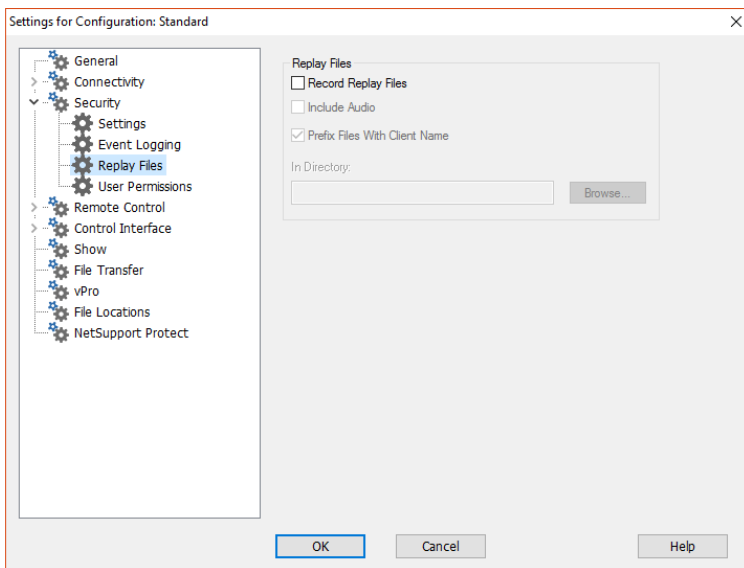 Settings for Configuration: Standard
General
Connectivity
Security
Settings
Event Logging
Replay Files
User Permissions
Remote Control
Control Interface
Show
File Transfer
vPro
File Locations
NetSupport Protect
Replay Files
Record Replay Files
Include Audio
Prefix Files With Client Name
In Directory:
Browse...
OK Cancel Help